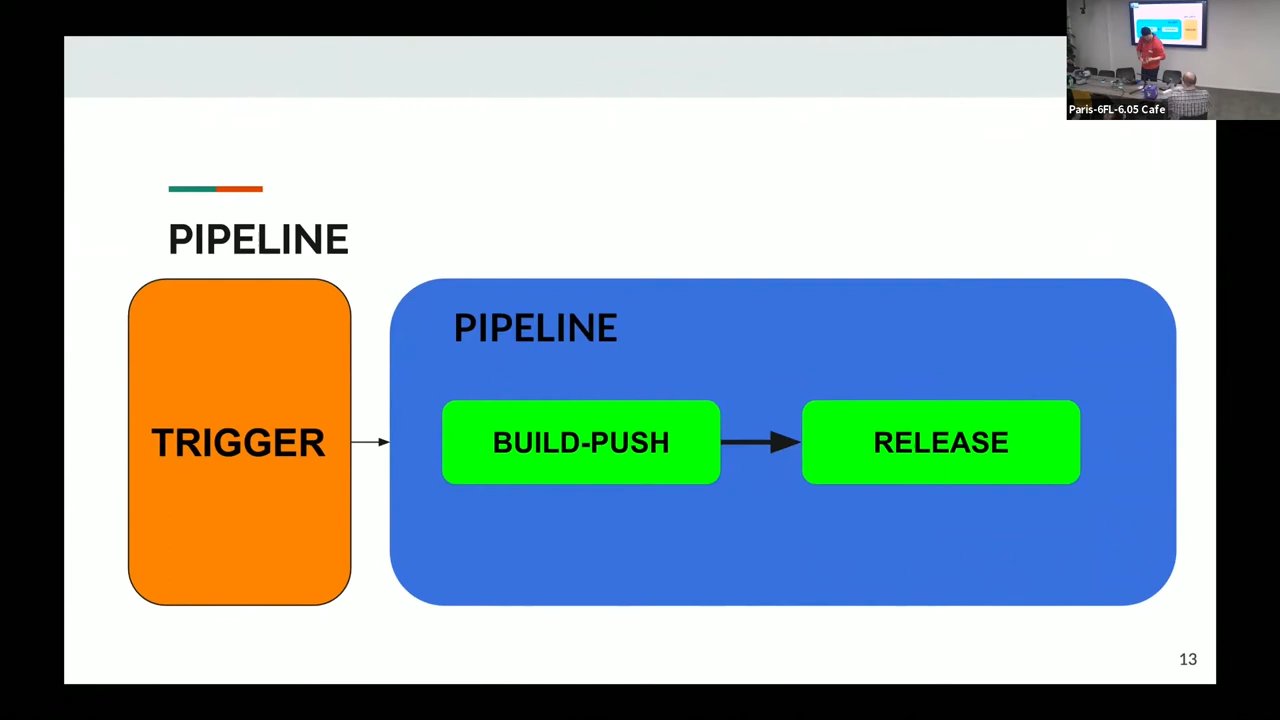 Paris-6FL-6.05 Cafe
PIPELINE
TRIGGER
PIPELINE
BUILD-PUSH
RELEASE
13